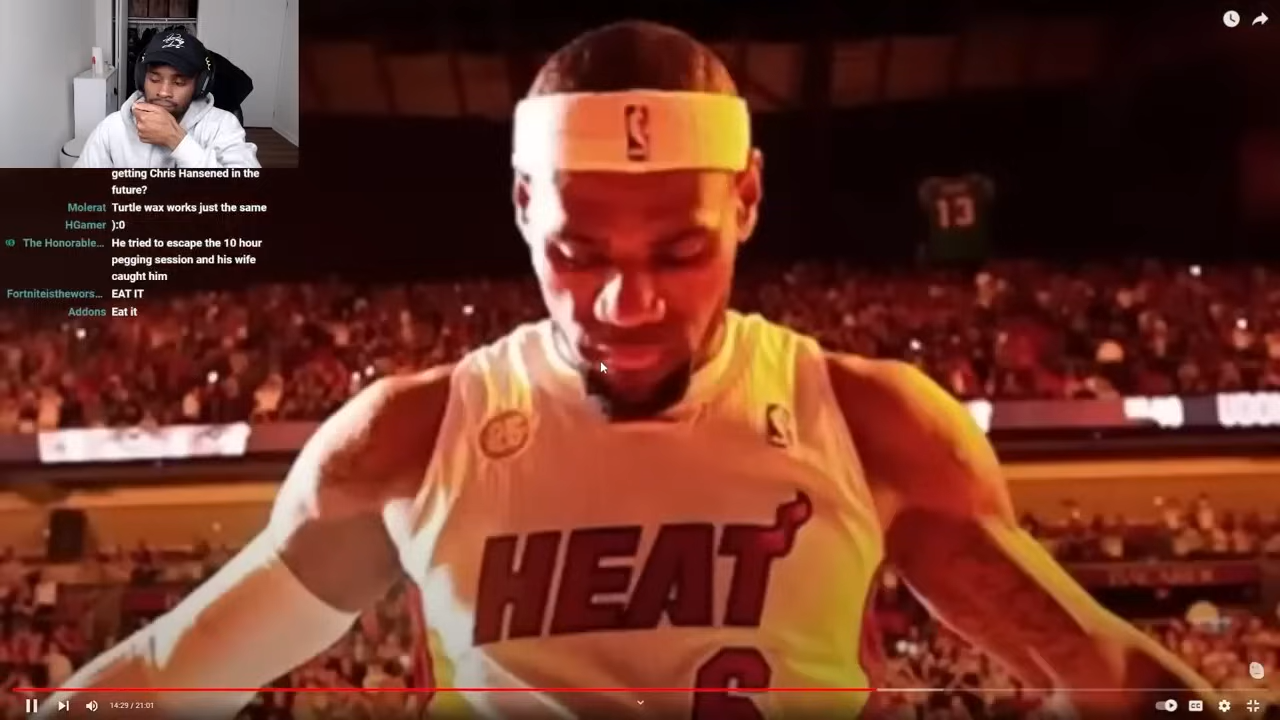 getting Chris Hansened in the
future?
Molerat Turtle wax works just the same
HGamer ):0
The Honorable... He tried to escape the 10 hour
pegging session and his wife
caught him
Fortniteisthewors... EAT IT
Addons Eat it
13
25
HEAT
6
14:29 / 21:01